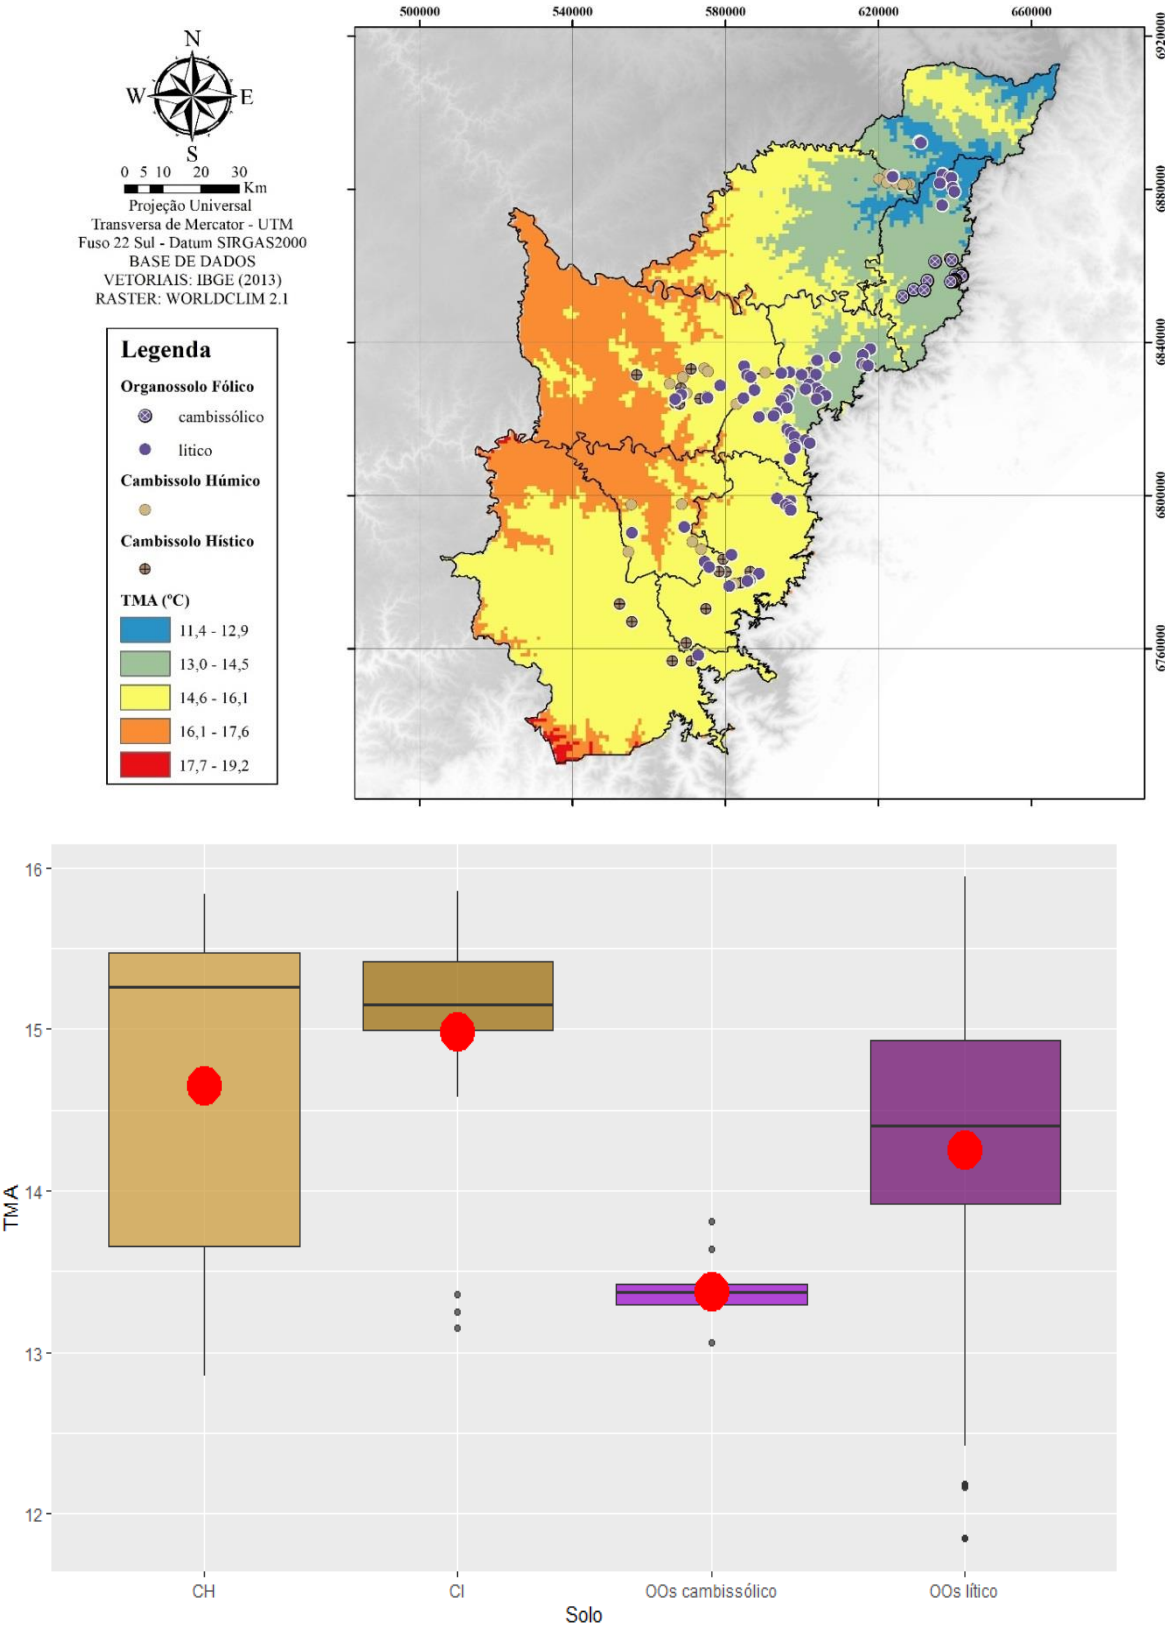 500000 540000 580000 620000 660000
N
W E
S
0 5 10 20 30
Km
Projeção Universal
Transversa de Mercator - UTM
Fuso 22 Sul - Datum SIRGAS2000
BASE DE DADOS
VETORIAIS: IBGE (2013)
RASTER: WORLDCLIM 2.1
Legenda
Organossolo Fólico
cambissólico
lítico
Cambissolo Húmico
Cambissolo Hístico
TMA (ºC)
11,4 - 12,9
13,0 - 14,5
14,6 - 16,1
16,1 - 17,6
17,7 - 19,2
6920000
6880000
6840000
6800000
6760000
16
15
14
13
12
TMA
CH CI OOs cambissólico OOs lítico
Solo